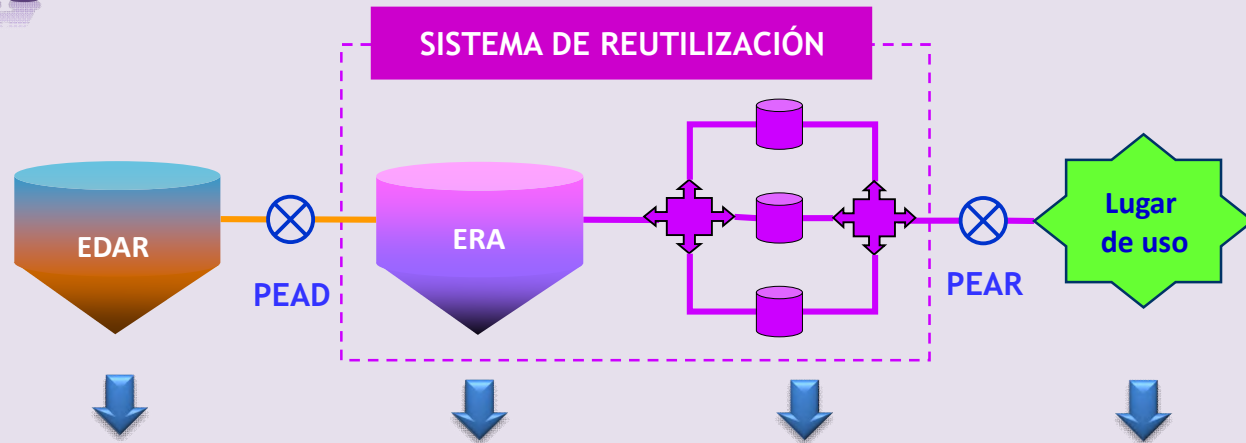 SISTEMA DE REUTILIZACIÓN
EDAR
PEAD
ERA
PEAR
Lugar
de uso